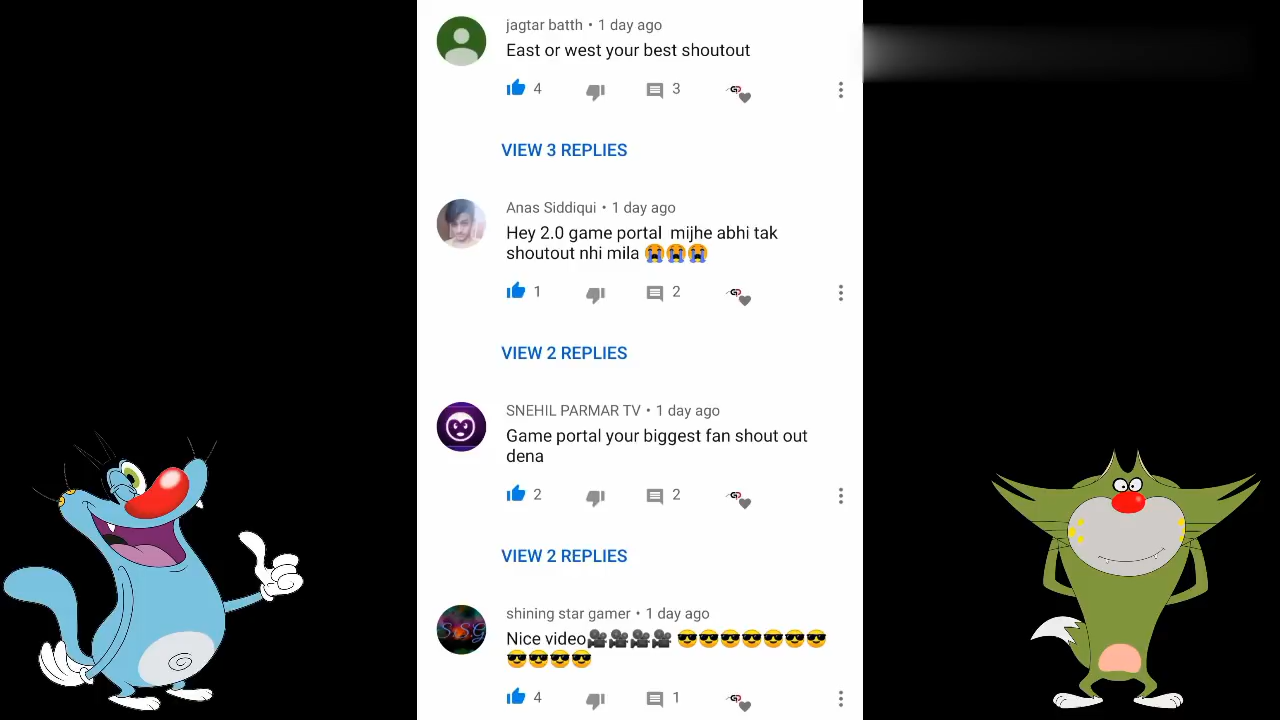 jagtar batth • 1 day ago
East or west your best shoutout
4
3
VIEW 3 REPLIES
Anas Siddiqui • 1 day ago
Hey 2.0 game portal mijhe abhi tak
shoutout nhi mila 😭😭😭
1
2
VIEW 2 REPLIES
SNEHIL PARMAR TV • 1 day ago
Game portal your biggest fan shout out
dena
2
2
VIEW 2 REPLIES
SSG
shining star gamer • 1 day ago
Nice video🎥🎥🎥🎥 😎😎😎😎😎😎😎
😎😎😎😎
4
1